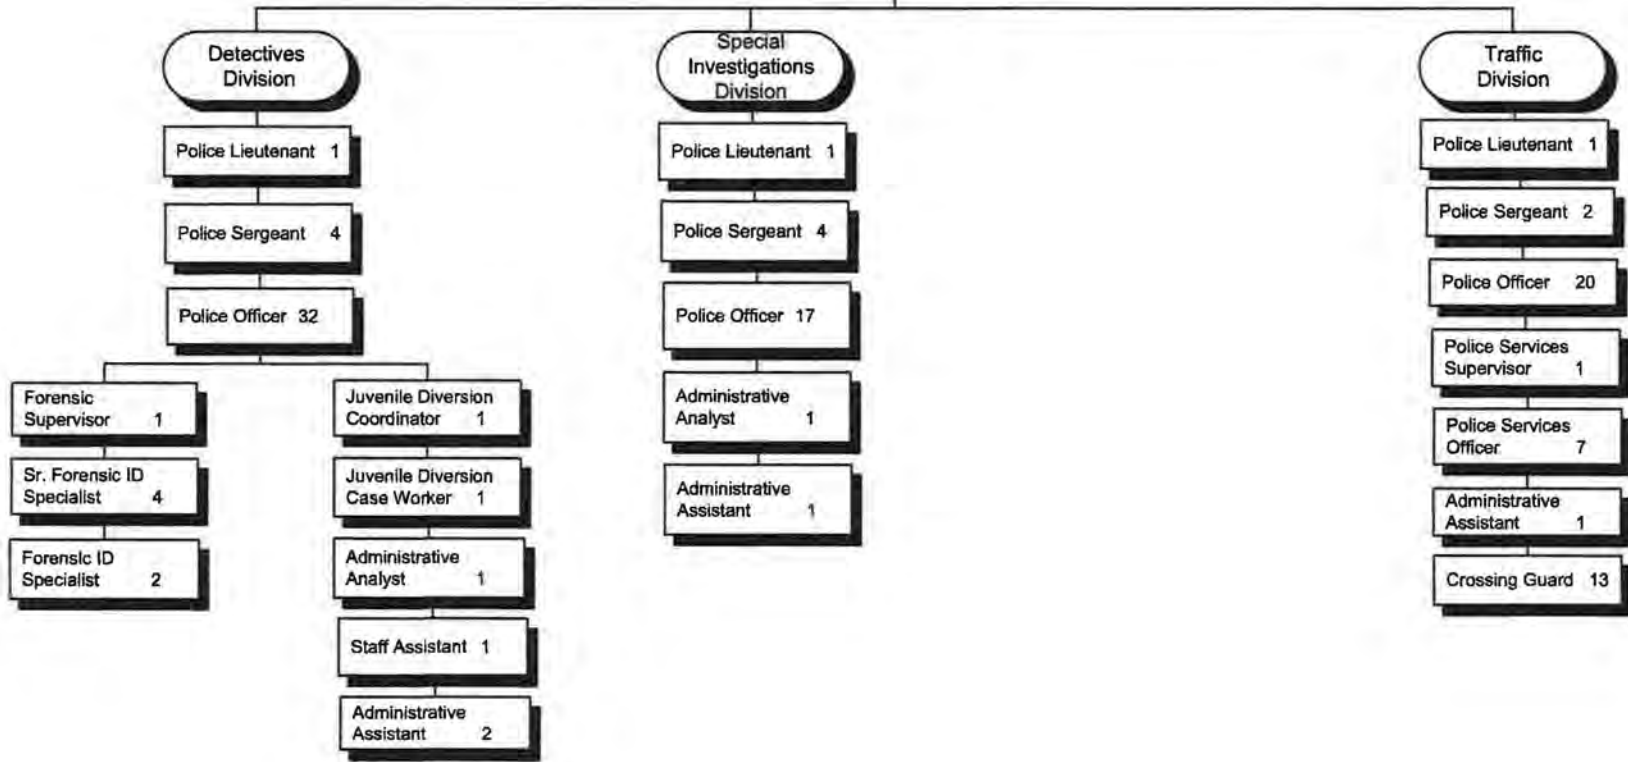 Detectives
Division
Police Lieutenant 1
Police Sergeant 4
Police Officer 32
Forensic
Supervisor 1
Sr. Forensic ID
Specialist 4
Forensic ID
Specialist 2
Juvenile Diversion
Coordinator 1
Juvenile Diversion
Case Worker 1
Administrative
Analyst 1
Staff Assistant 1
Administrative
Assistant 2
Special
Investigations
Division
Police Lieutenant 1
Police Sergeant 4
Police Officer 17
Administrative
Analyst 1
Administrative
Assistant 1
Traffic
Division
Police Lieutenant 1
Police Sergeant 2
Police Officer 20
Police Services
Supervisor 1
Police Services
Officer 7
Administrative
Assistant 1
Crossing Guard 13